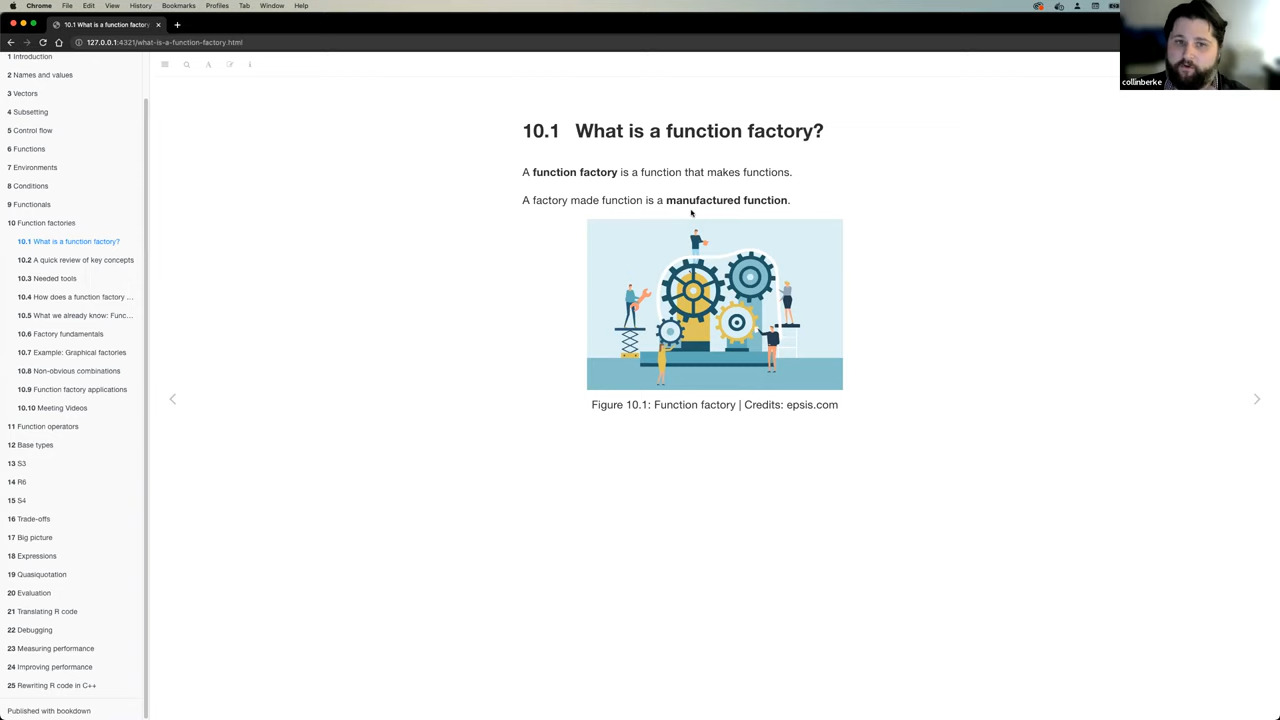 Chrome File Edit View History Bookmarks Profiles Tab Window Help
10.1 What is a function factory
127.0.0.1:4321/what-is-a-function-factory.html
collinberke
1 Introduction
2 Names and values
3 Vectors
4 Subsetting
5 Control flow
6 Functions
7 Environments
8 Conditions
9 Functionals
10 Function factories
10.1 What is a function factory?
10.2 A quick review of key concepts
10.3 Needed tools
10.4 How does a function factory ...
10.5 What we already know: Func...
10.6 Factory fundamentals
10.7 Example: Graphical factories
10.8 Non-obvious combinations
10.9 Function factory applications
10.10 Meeting Videos
11 Function operators
12 Base types
13 S3
14 R6
15 S4
16 Trade-offs
17 Big picture
18 Expressions
19 Quasiquotation
20 Evaluation
21 Translating R code
22 Debugging
23 Measuring performance
24 Improving performance
25 Rewriting R code in C++
Published with bookdown
10.1 What is a function factory?
A function factory is a function that makes functions.
A factory made function is a manufactured function.
Figure 10.1: Function factory | Credits: epsis.com